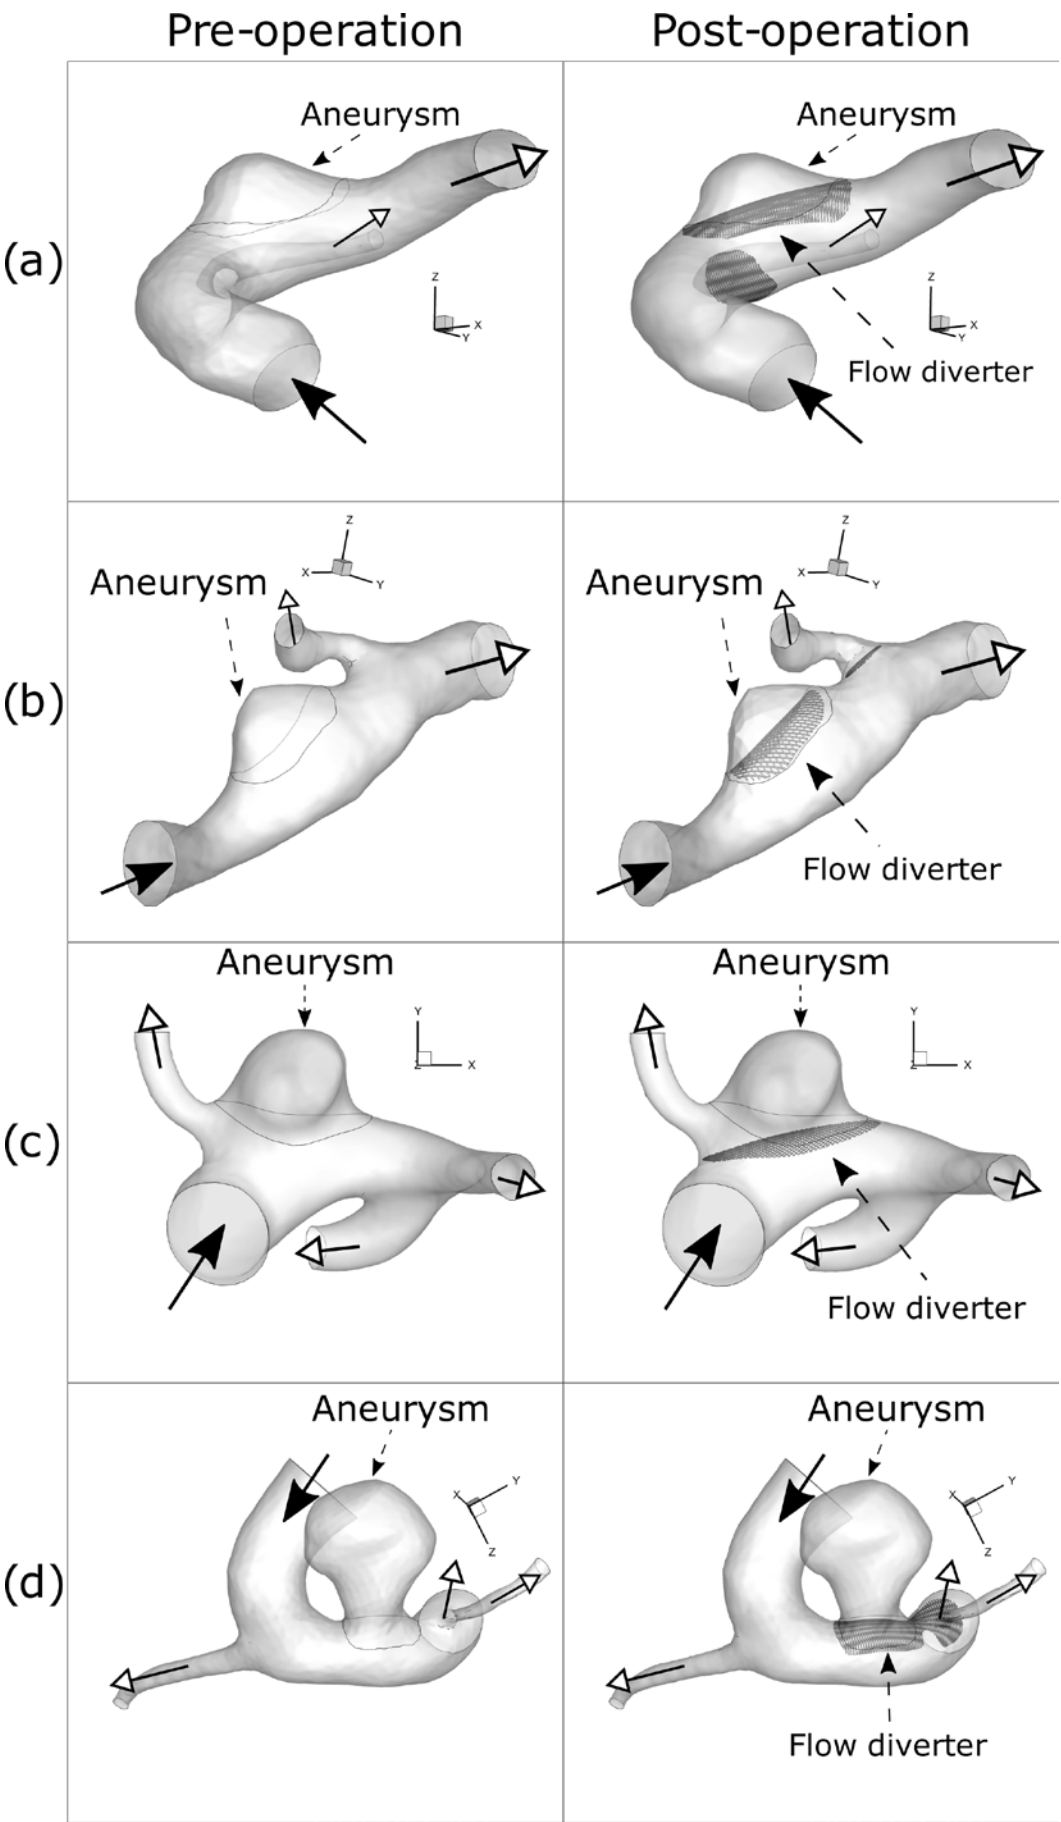 Pre-operation
Post-operation
(a)
Aneurysm
Z
X
Y
Aneurysm
Z
X
Y
Flow diverter
(b)
Z
X
Y
Aneurysm
Z
X
Y
Aneurysm
Flow diverter
(c)
Aneurysm
Y
Z
X
Aneurysm
Y
Z
X
Flow diverter
(d)
Aneurysm
X
Y
Z
Aneurysm
X
Y
Z
Flow diverter